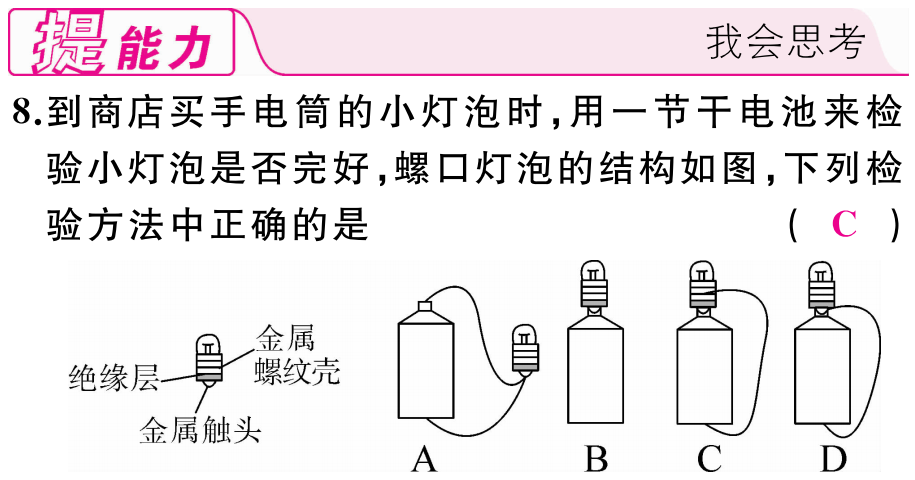 提能力
我会思考
8.到商店买手电筒的小灯泡时,用一节干电池来检
验小灯泡是否完好,螺口灯泡的结构如图,下列检
验方法中正确的是 ( C )
金属
螺纹壳
绝缘层
金属触头
A B C D